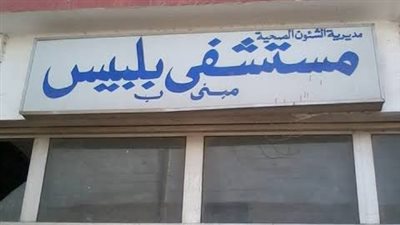 مديرية الشئون الصحية
مستشفى بلبيس
مبنى ب